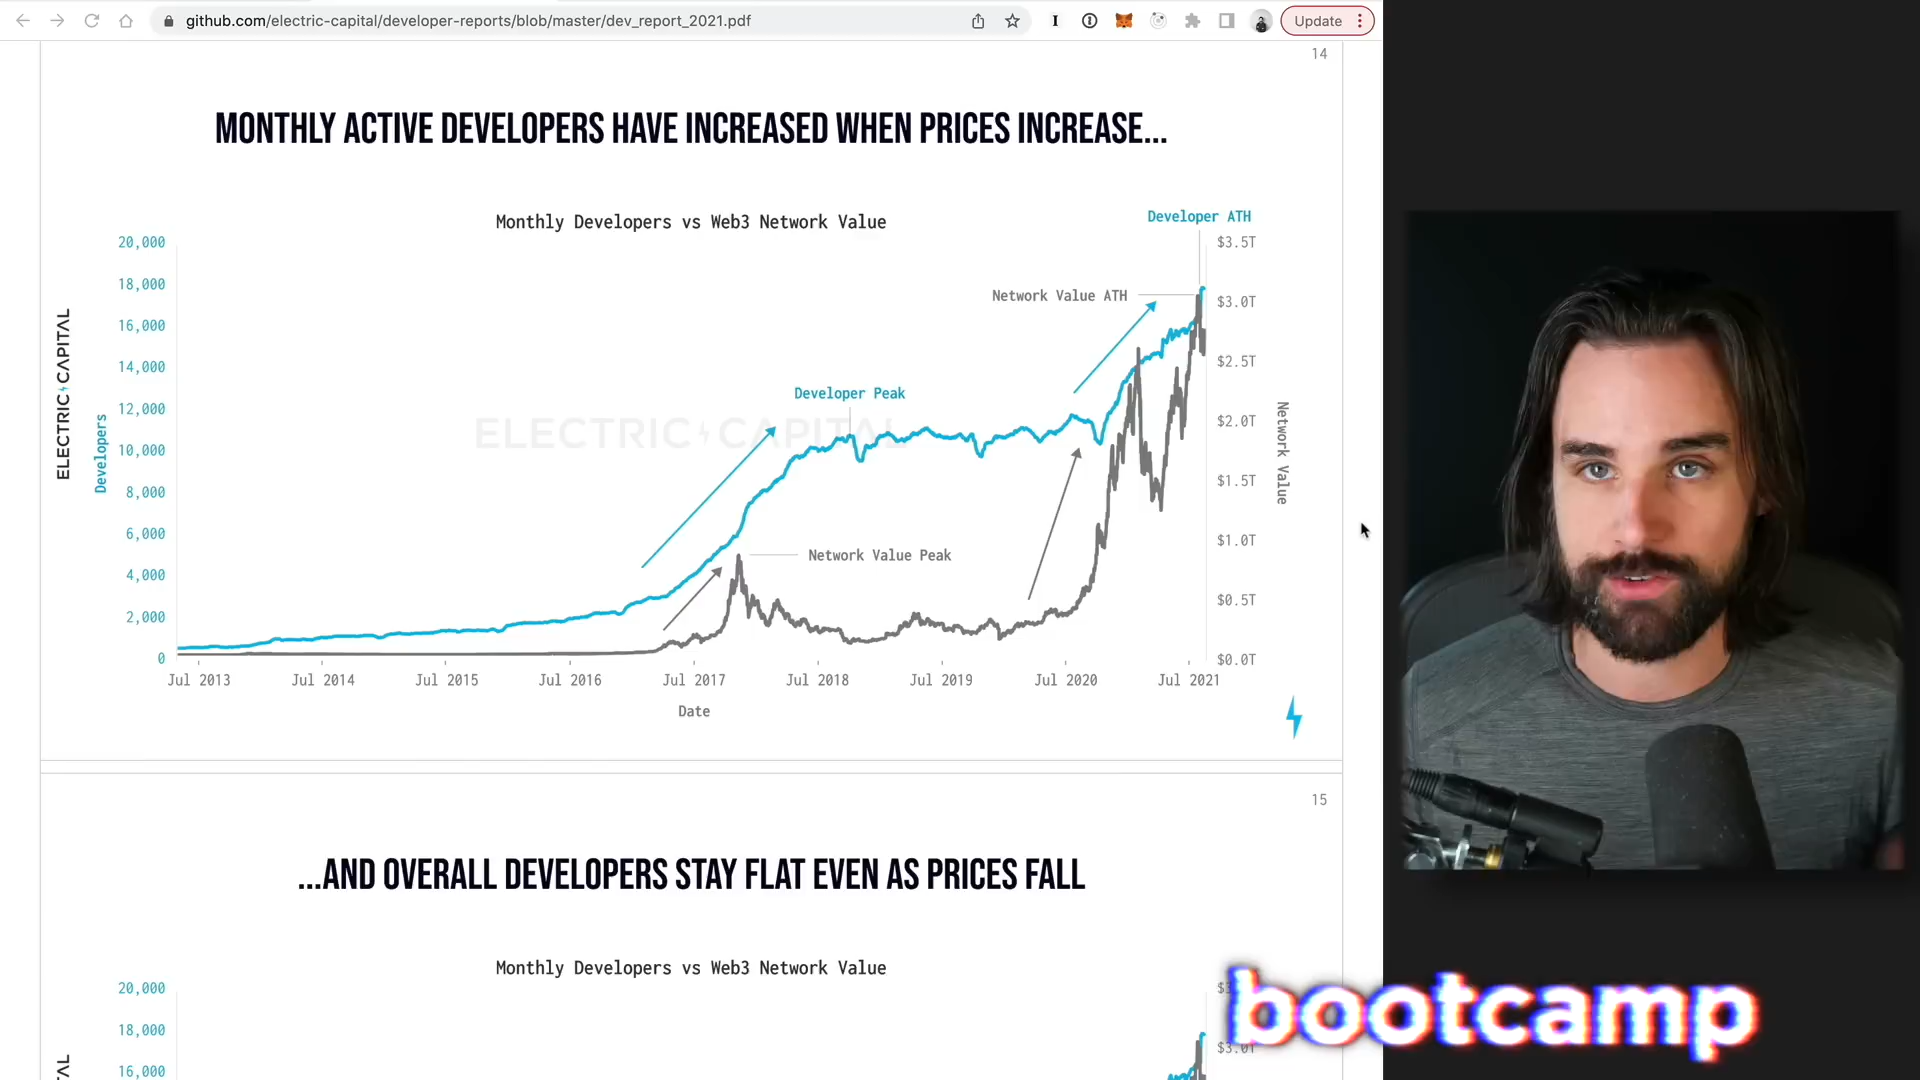 github.com/electric-capital/developer-reports/blob/master/dev_report_2021.pdf
Update
14
MONTHLY ACTIVE DEVELOPERS HAVE INCREASED WHEN PRICES INCREASE...
Monthly Developers vs Web3 Network Value
Developer ATH
20,000
18,000
16,000
14,000
12,000
10,000
8,000
6,000
4,000
2,000
0
$3.5T
$3.0T
$2.5T
$2.0T
$1.5T
$1.0T
$0.5T
$0.0T
Network Value ATH
Developer Peak
Network Value Peak
ELECTRIC CAPITAL
ELECTRIC CAPITAL
Developers
Network Value
Jul 2013
Jul 2014
Jul 2015
Jul 2016
Jul 2017
Jul 2018
Jul 2019
Jul 2020
Jul 2021
Date
15
...AND OVERALL DEVELOPERS STAY FLAT EVEN AS PRICES FALL
Monthly Developers vs Web3 Network Value
20,000
18,000
16,000
$3.0T
bootcamp